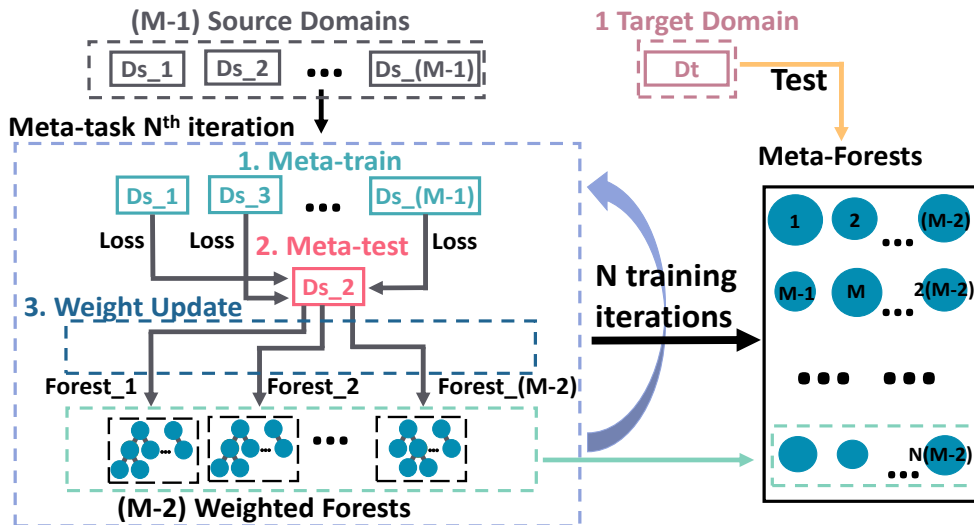 (M-1) Source Domains
1 Target Domain
Ds_1
Ds_2
...
Ds_(M-1)
Dt
Test
Meta-task Nth iteration
Meta-Forests
1. Meta-train
Ds_1
Ds_3
...
Ds_(M-1)
Loss
Loss
2. Meta-test
Loss
Ds_2
3. Weight Update
Forest_1
Forest_2
Forest_(M-2)
...
...
...
...
(M-2) Weighted Forests
N training
iterations
1
2
...
(M-2)
M-1
M
...
2(M-2)
... ...
...
N(M-2)